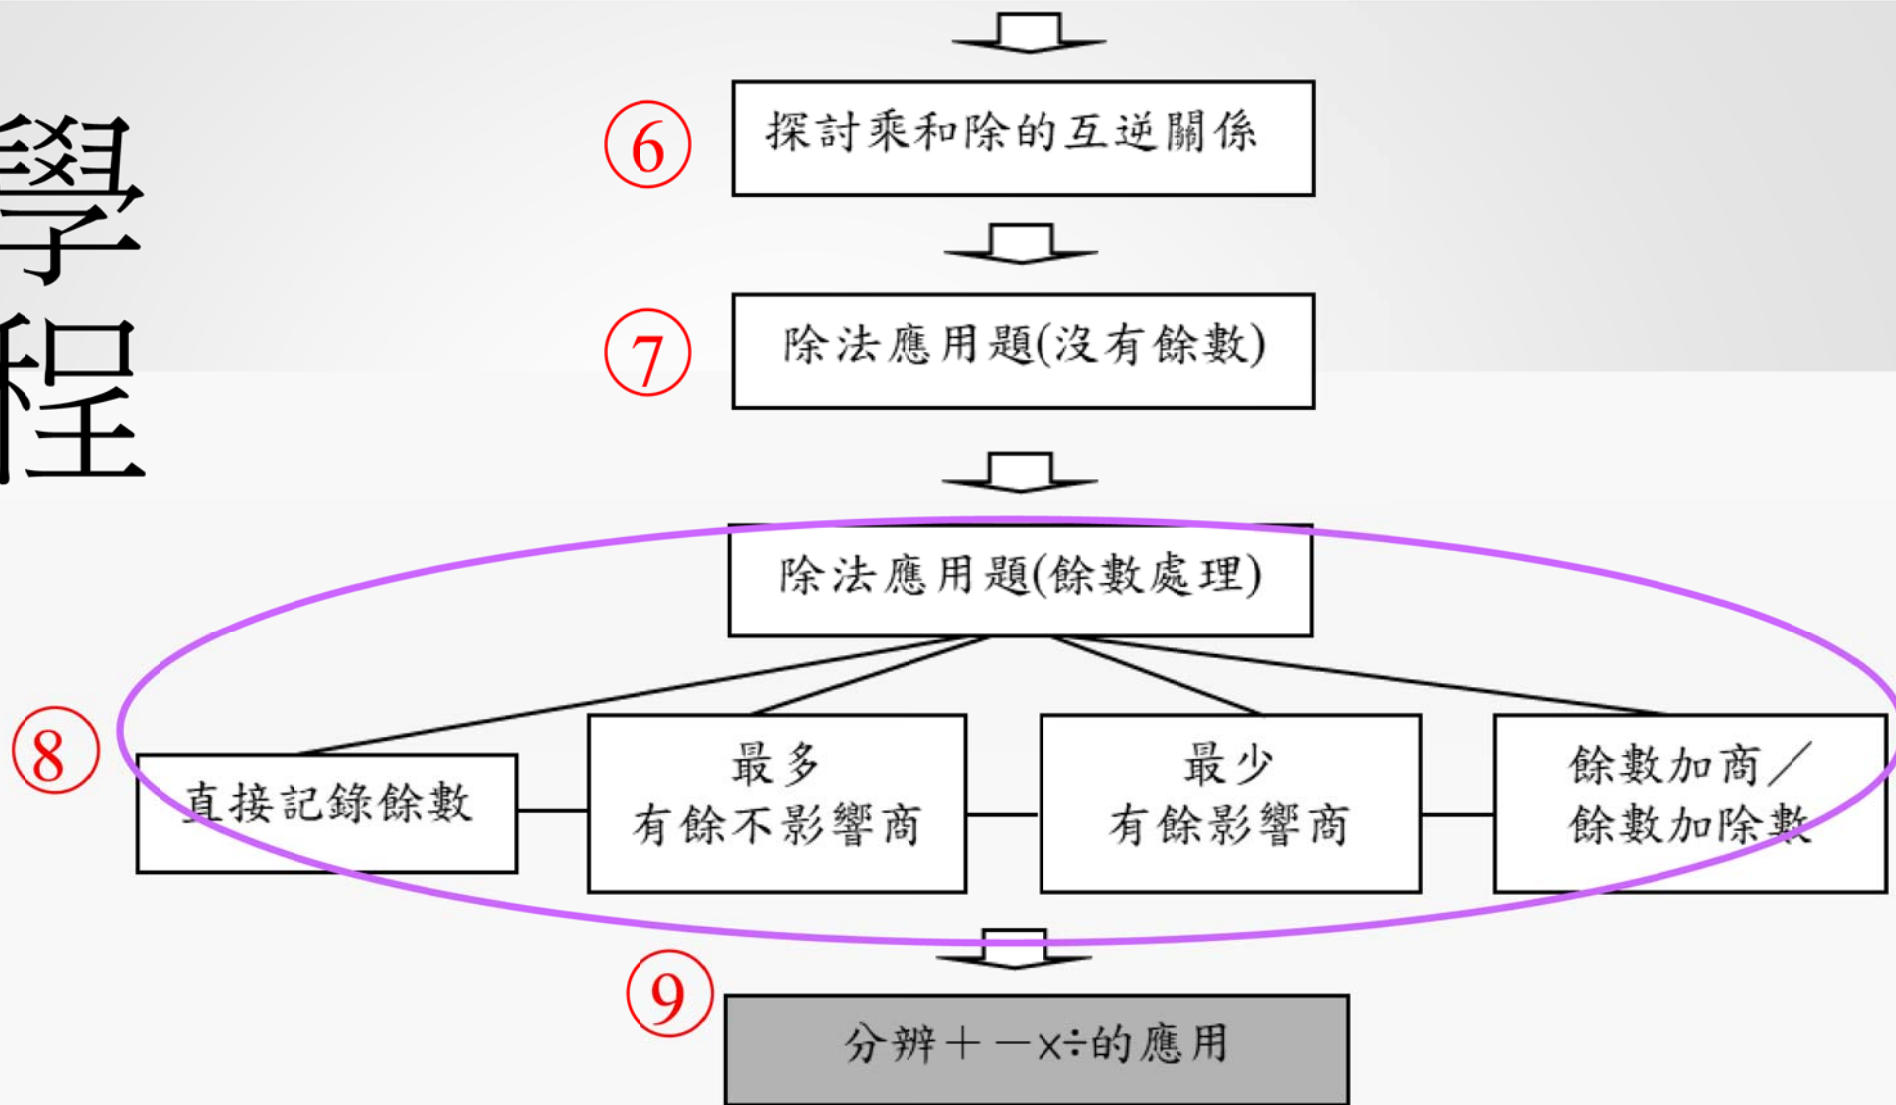 學
程
⑥
探討乘和除的互逆關係
⑦
除法應用題(沒有餘數)
除法應用題(餘數處理)
⑧
直接記錄餘數
最多
有餘不影響商
最少
有餘影響商
餘數加商／
餘數加除數
⑨
分辨＋－×÷的應用